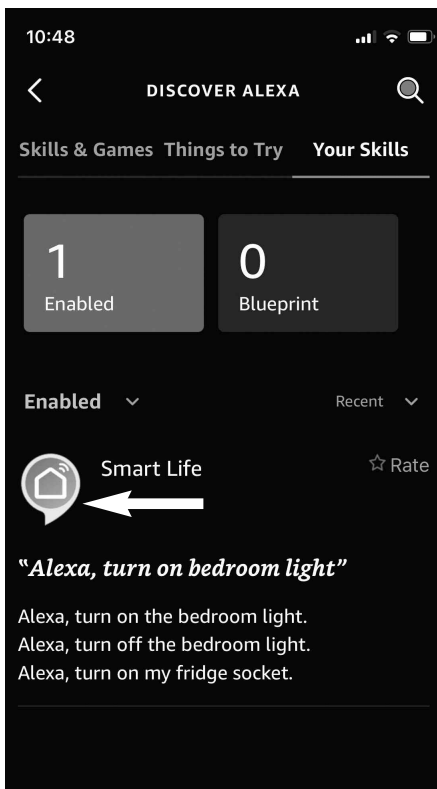 10:48
DISCOVER ALEXA
Skills & Games Things to Try Your Skills
1 0
Enabled Blueprint
Enabled Recent
Smart Life Rate
"Alexa, turn on bedroom light”
Alexa, turn on the bedroom light.
Alexa, turn off the bedroom light.
Alexa, turn on my fridge socket.